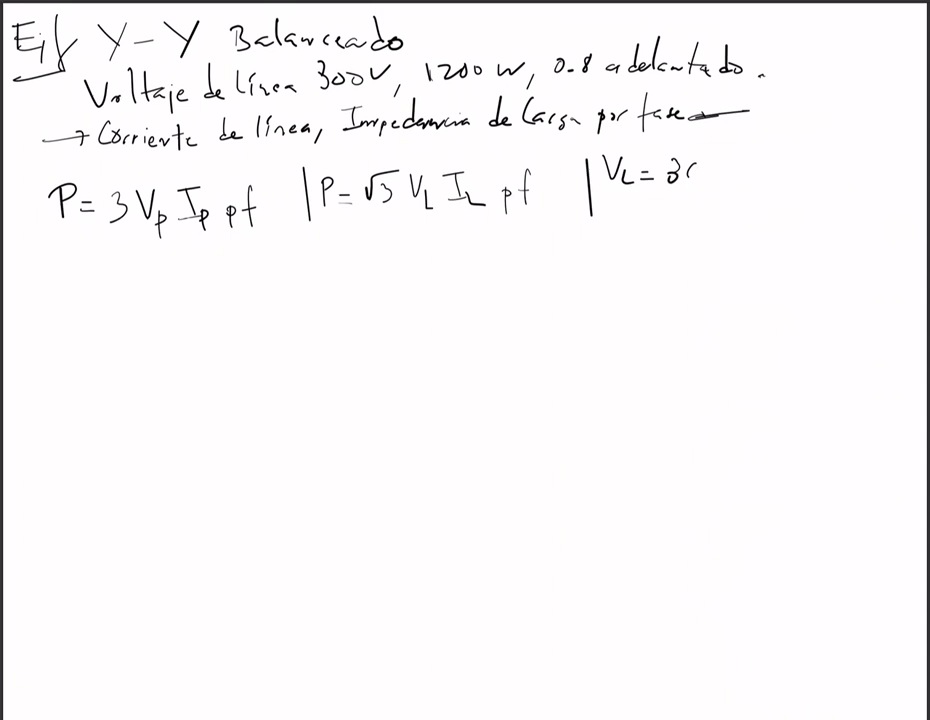 Ej/ Y-Y Balanceado
Voltaje de línea 300V, 1200 W, 0.8 adelantado.
→ Corriente de línea, Impedancia de Carga por fase
P= 3 Vp Ip pf | P= √3 VL IL pf | VL = 30